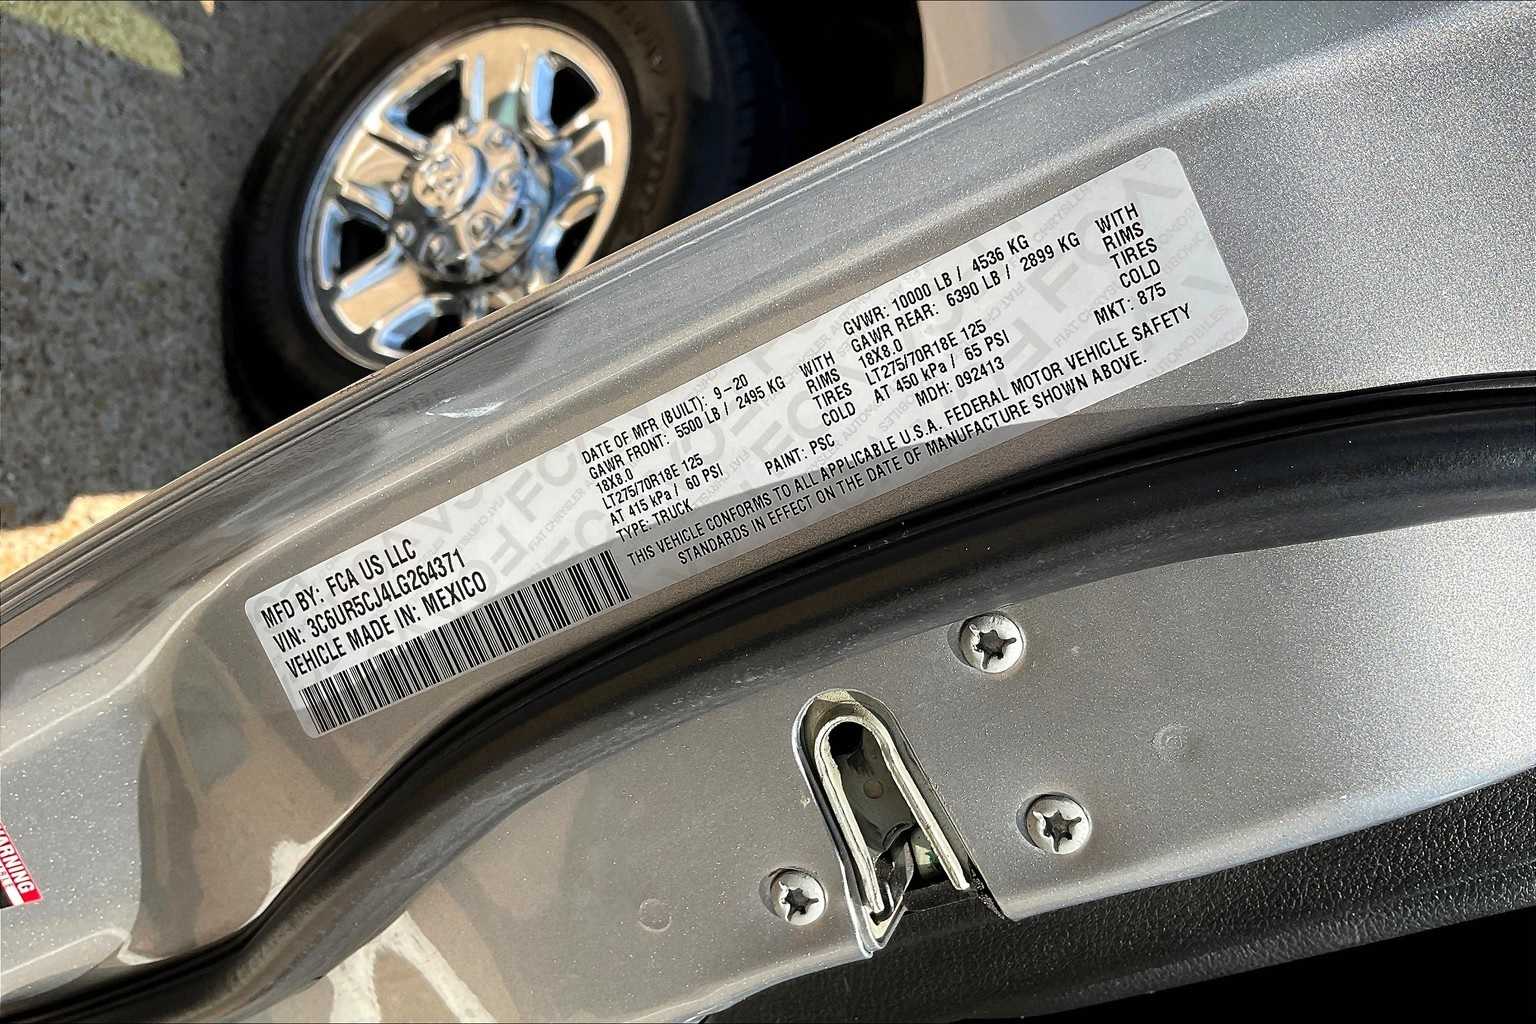 MFD BY: FCA US LLC
VIN: 3C6UR5CJ4LG264371
VEHICLE MADE IN: MEXICO
DATE OF MFR (BUILT): 9-20 GVWR: 10000 LB / 4536 KG
GAWR FRONT: 5500 LB / 2495 KG WITH GAWR REAR: 6390 LB / 2899 KG WITH
18X8.0 RIMS 18X8.0 RIMS
LT275/70R18E 125 TIRES LT275/70R18E 125 TIRES
AT 415 kPa / 60 PSI COLD AT 450 kPa / 65 PSI COLD
TYPE: TRUCK PAINT: PSC MDH: 092413 MKT: 875
THIS VEHICLE CONFORMS TO ALL APPLICABLE U.S.A. FEDERAL MOTOR VEHICLE SAFETY
STANDARDS IN EFFECT ON THE DATE OF MANUFACTURE SHOWN ABOVE.
WARNING